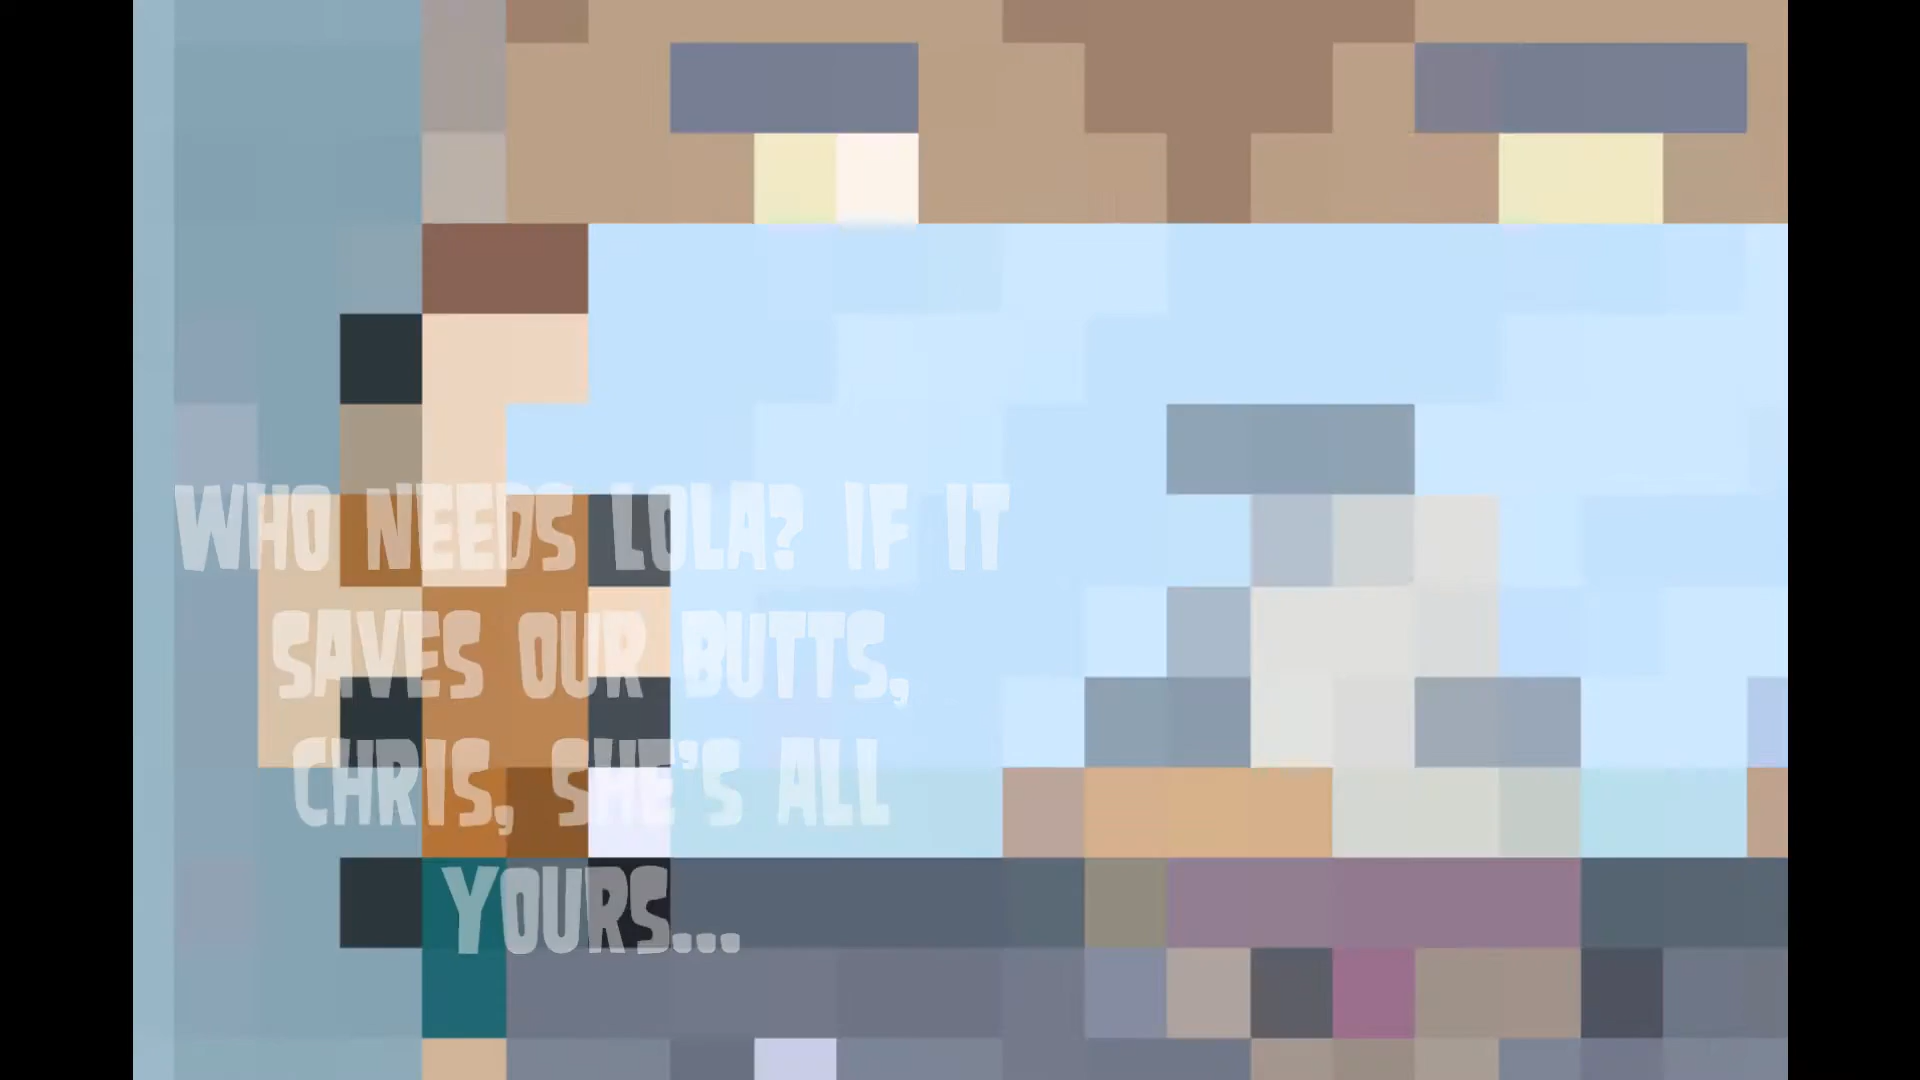 WHO NEEDS LOLA? IF IT
SAVES OUR BUTTS,
CHRIS, SHE'S ALL
YOURS...